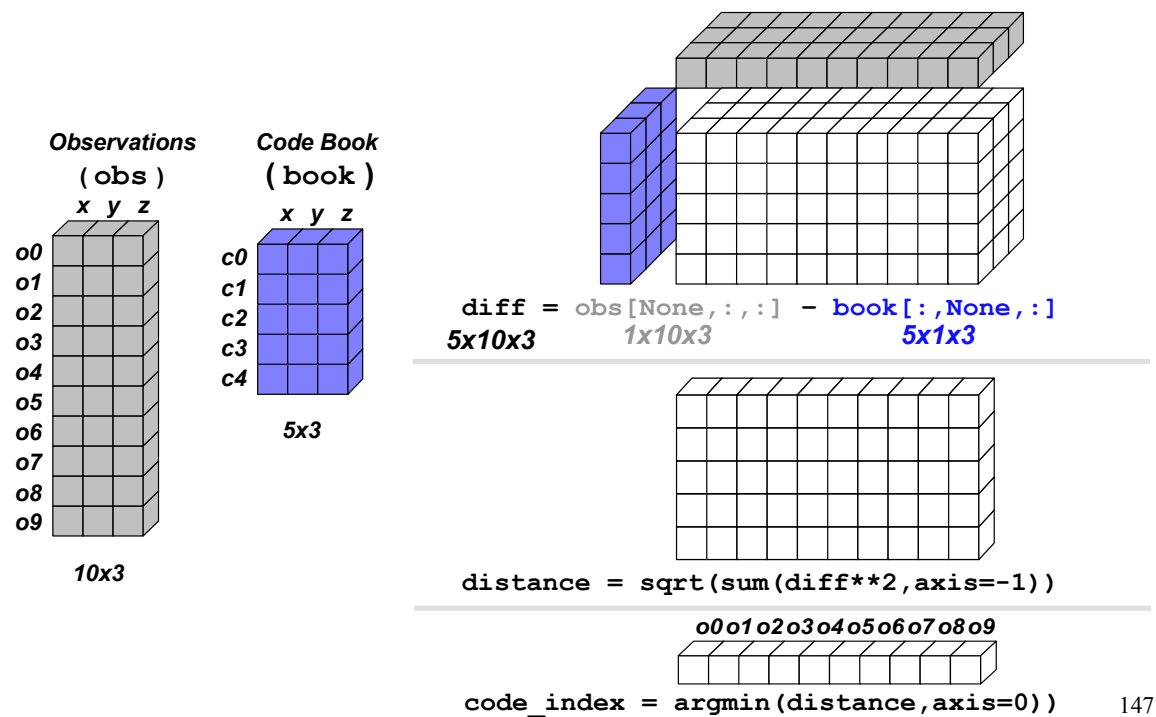 Observations
(obs)
x y z
o0
o1
o2
o3
o4
o5
o6
o7
o8
o9
10x3
Code Book
(book)
x y z
c0
c1
c2
c3
c4
5x3
diff = obs[None,:,:] – book[:,None,:]
5x10x3 1x10x3 5x1x3
distance = sqrt(sum(diff**2,axis=-1))
o0 o1 o2 o3 o4 o5 o6 o7 o8 o9
code_index = argmin(distance,axis=0))
147